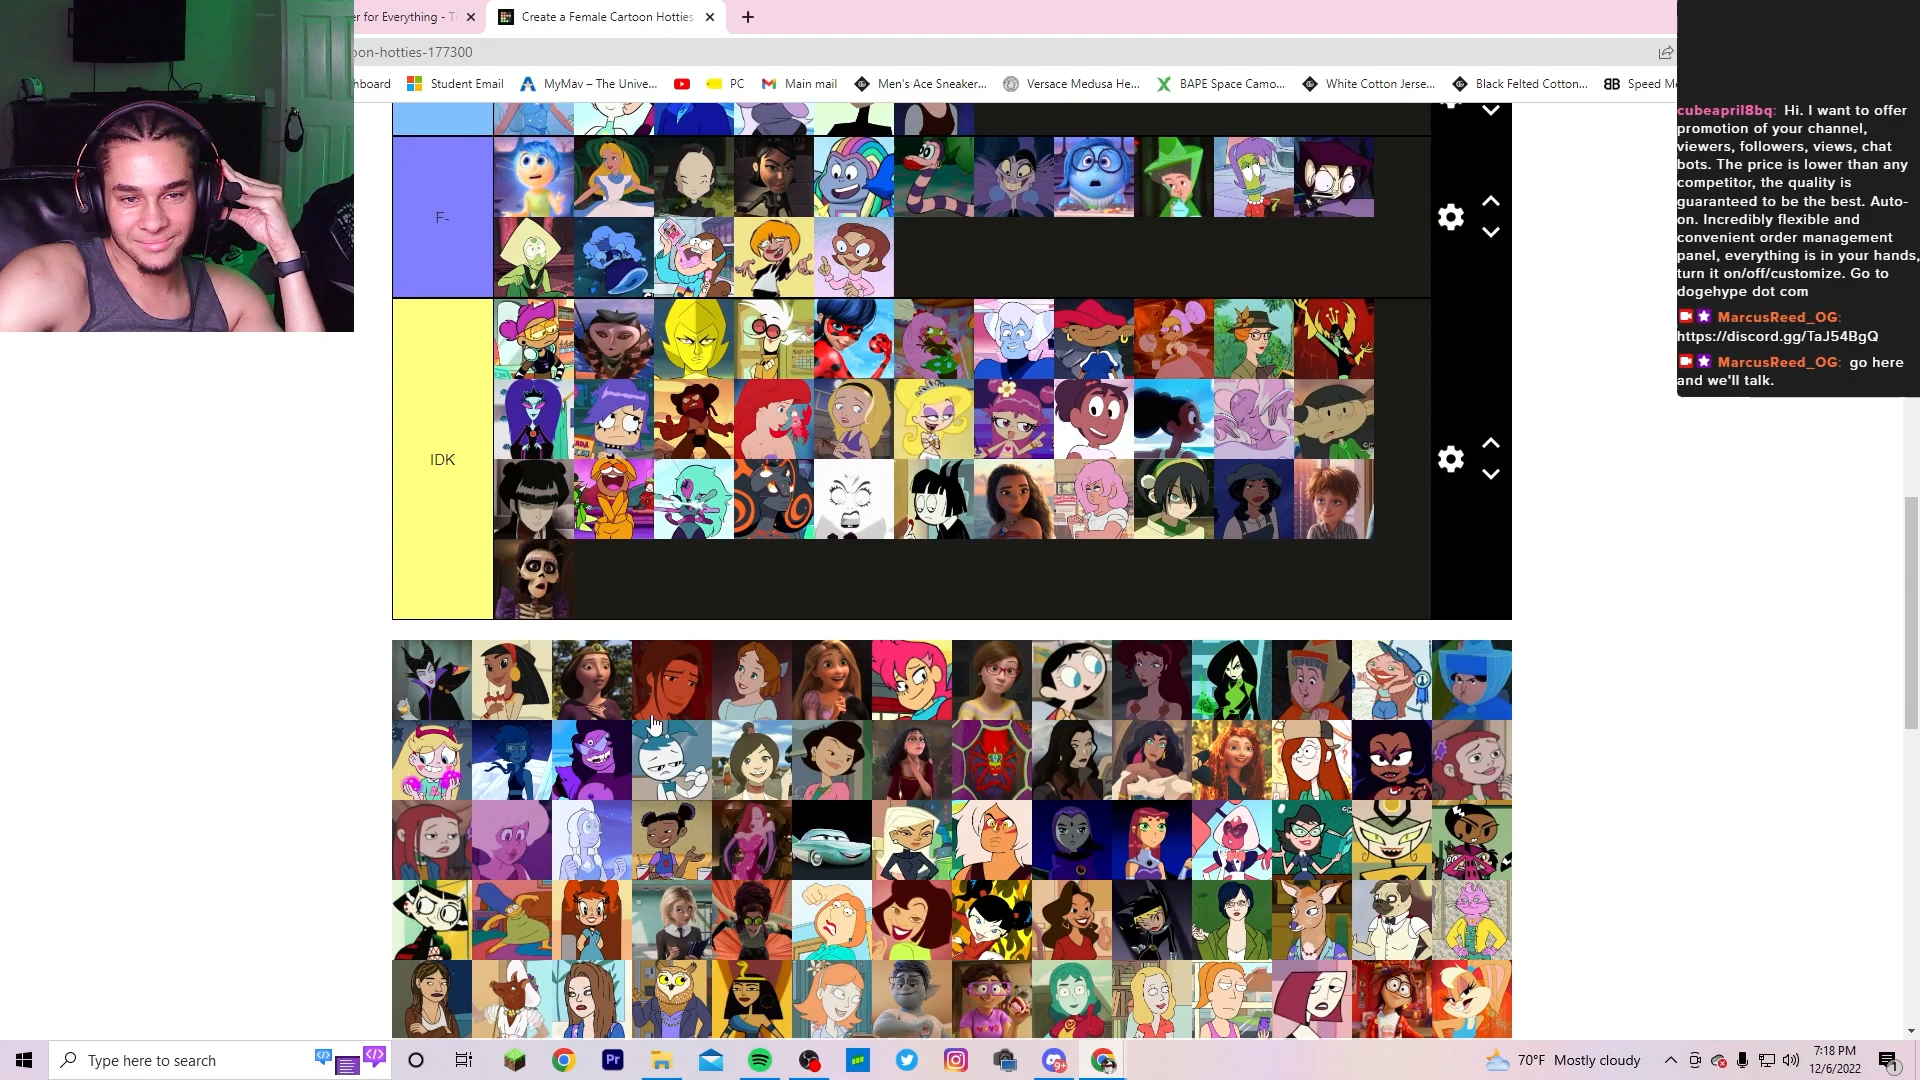 er for Everything - Ti
Create a Female Cartoon Hotties
oon-hotties-177300
hboard
Student Email
MyMav – The Unive...
PC
Main mail
Men's Ace Sneaker...
Versace Medusa He...
BAPE Space Camo...
White Cotton Jerse...
Black Felted Cotton...
Speed M
cubeapril8bq: Hi. I want to offer
promotion of your channel,
viewers, followers, views, chat
bots. The price is lower than any
competitor, the quality is
guaranteed to be the best. Auto-
on. Incredibly flexible and
convenient order management
panel, everything is in your hands,
turn it on/off/customize. Go to
dogehype dot com
MarcusReed_OG:
https://discord.gg/TaJ54BgQ
MarcusReed_OG: go here
and we'll talk.
F-
IDK
Type here to search
Pr
9+
70°F Mostly cloudy
7:18 PM
12/6/2022
1